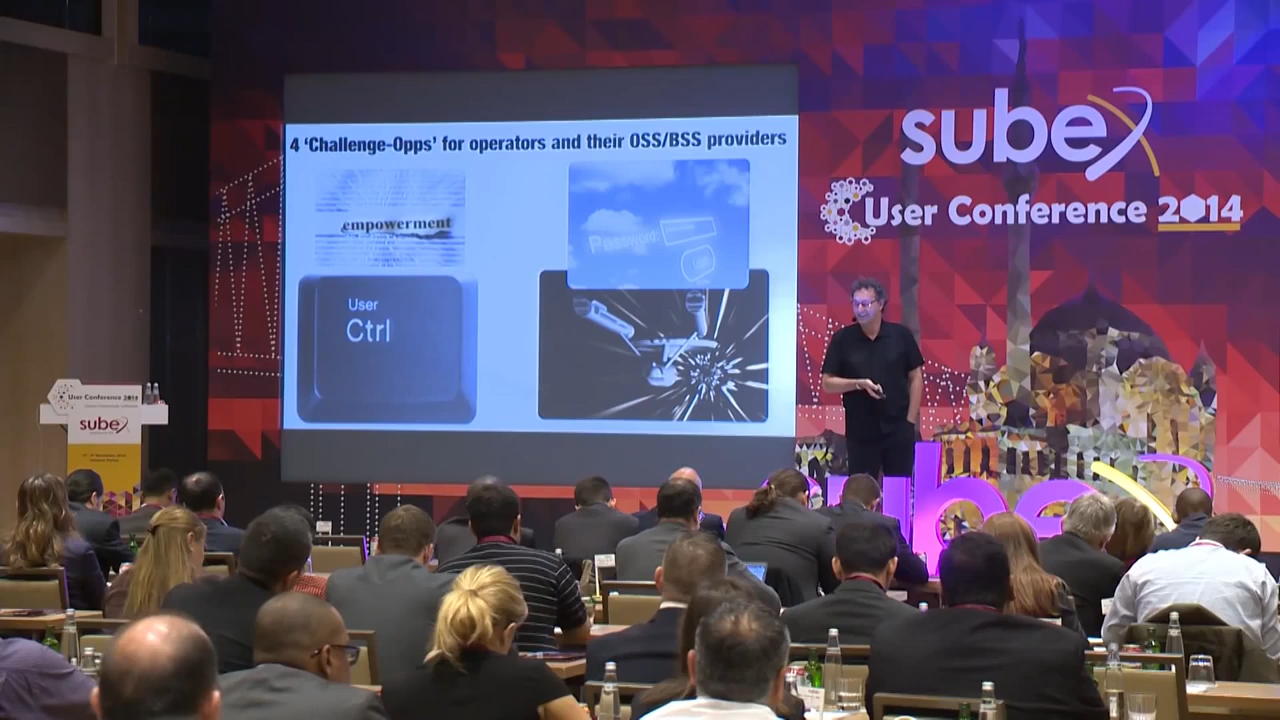 4 ‘Challenge-Opps’ for operators and their OSS/BSS providers
empowerment
Password:
User
Ctrl
subex
User Conference 2014
User Conference 2014
subex
ube